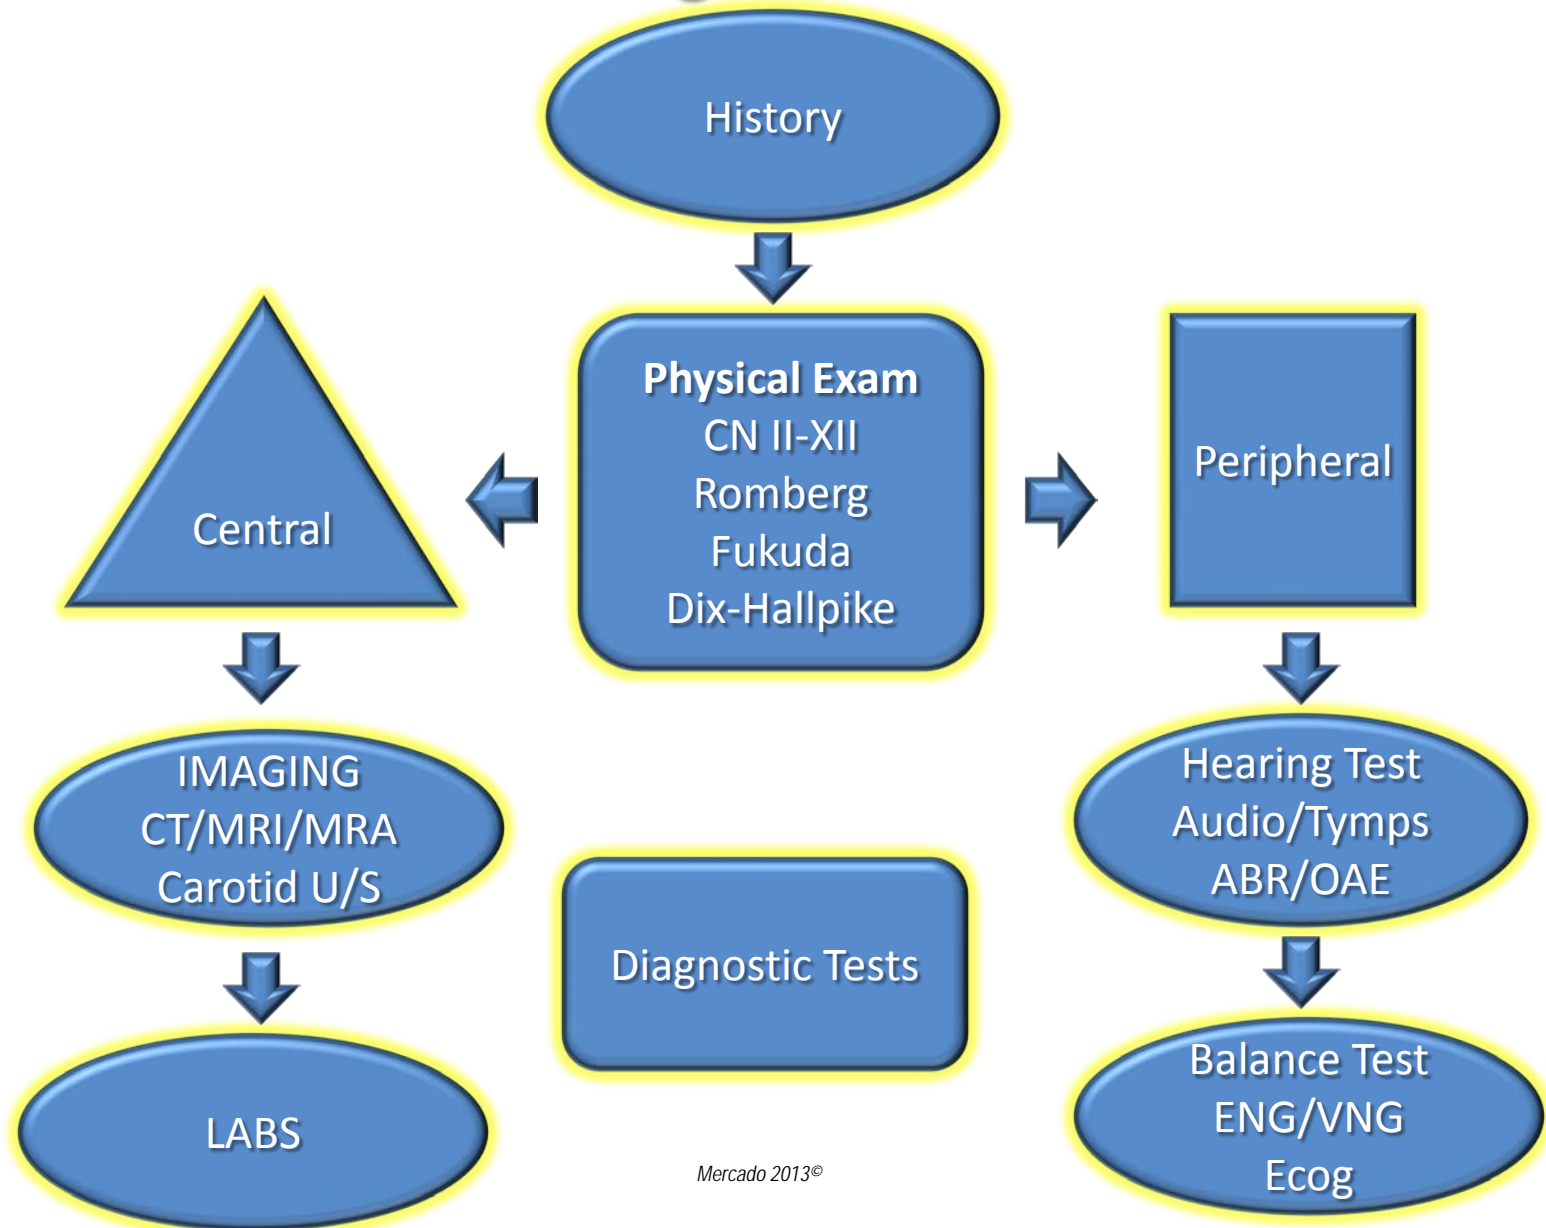 History
Physical Exam
CN II-XII
Romberg
Fukuda
Dix-Hallpike
Central
Peripheral
IMAGING
CT/MRI/MRA
Carotid U/S
Hearing Test
Audio/Tymps
ABR/OAE
Diagnostic Tests
LABS
Balance Test
ENG/VNG
Ecog
Mercado 2013©